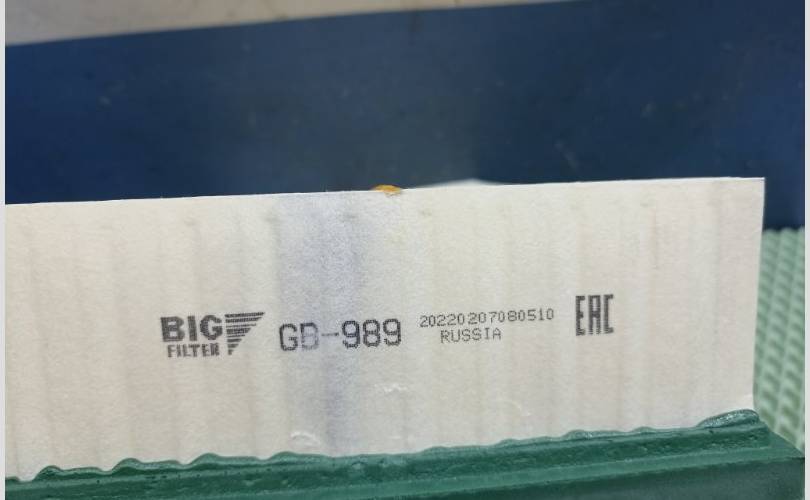 BIG
FILTER
GB-989
20220207080510
RUSSIA
EAC